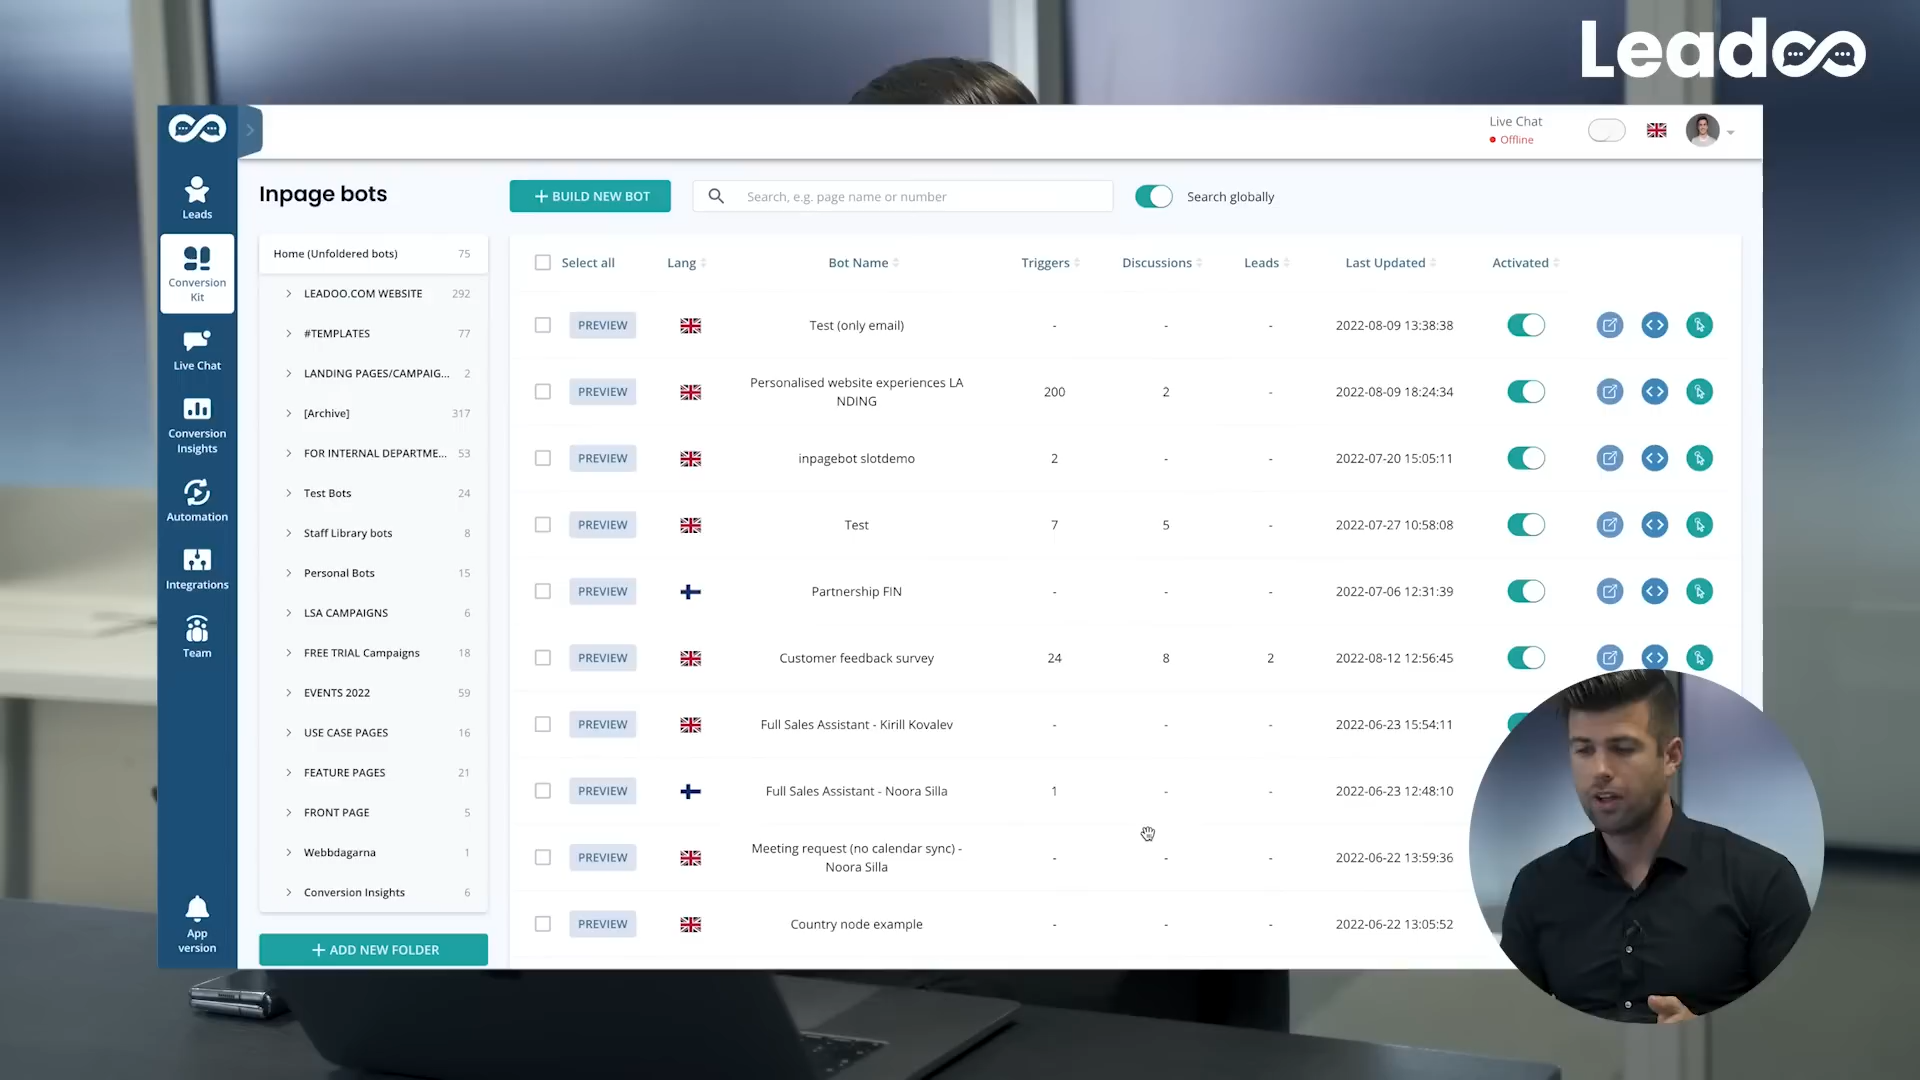 Leadoo
Live Chat
Offline
Inpage bots
BUILD NEW BOT
Search, e.g. page name or number
Search globally
Leads
Conversion
Kit
Live Chat
Conversion
Insights
Automation
Integrations
Team
App
version
Home (Unfoldered bots) 75
LEADOO.COM WEBSITE 292
#TEMPLATES 77
LANDING PAGES/CAMPAIG... 2
[Archive] 317
FOR INTERNAL DEPARTME... 53
Test Bots 24
Staff Library bots 8
Personal Bots 15
LSA CAMPAIGNS 6
FREE TRIAL Campaigns 18
EVENTS 2022 59
USE CASE PAGES 16
FEATURE PAGES 21
FRONT PAGE 5
Webbdagarna 1
Conversion Insights 6
ADD NEW FOLDER
Select all Lang Bot Name Triggers Discussions Leads Last Updated Activated
PREVIEW Test (only email) - - - 2022-08-09 13:38:38
PREVIEW Personalised website experiences LA
NDING 200 2 - 2022-08-09 18:24:34
PREVIEW inpagebot slotdemo 2 - - 2022-07-20 15:05:11
PREVIEW Test 7 5 - 2022-07-27 10:58:08
PREVIEW Partnership FIN - - - 2022-07-06 12:31:39
PREVIEW Customer feedback survey 24 8 2 2022-08-12 12:56:45
PREVIEW Full Sales Assistant - Kirill Kovalev - - - 2022-06-23 15:54:11
PREVIEW Full Sales Assistant - Noora Silla 1 - - 2022-06-23 12:48:10
PREVIEW Meeting request (no calendar sync) -
Noora Silla - - - 2022-06-22 13:59:36
PREVIEW Country node example - - - 2022-06-22 13:05:52